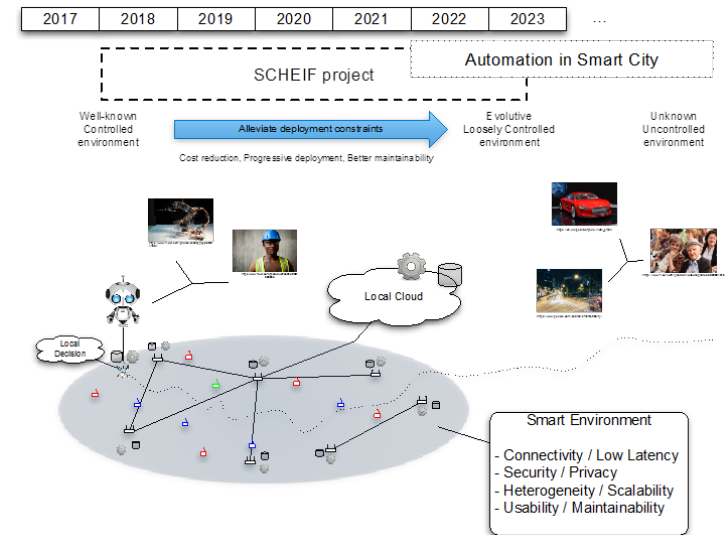 2017 2018 2019 2020 2021 2022 2023 ...
Automation in Smart City
SCHEIF project
Well-known
Controlled
environment
Alleviate deployment constraints
Evolutive
Loosely Controlled
environment
Unknown
Uncontrolled
environment
Cost reduction, Progressive deployment, Better maintainability
Local Cloud
Local
Decision
Smart Environment
- Connectivity / Low Latency
- Security / Privacy
- Heterogeneity / Scalability
- Usability / Maintainability